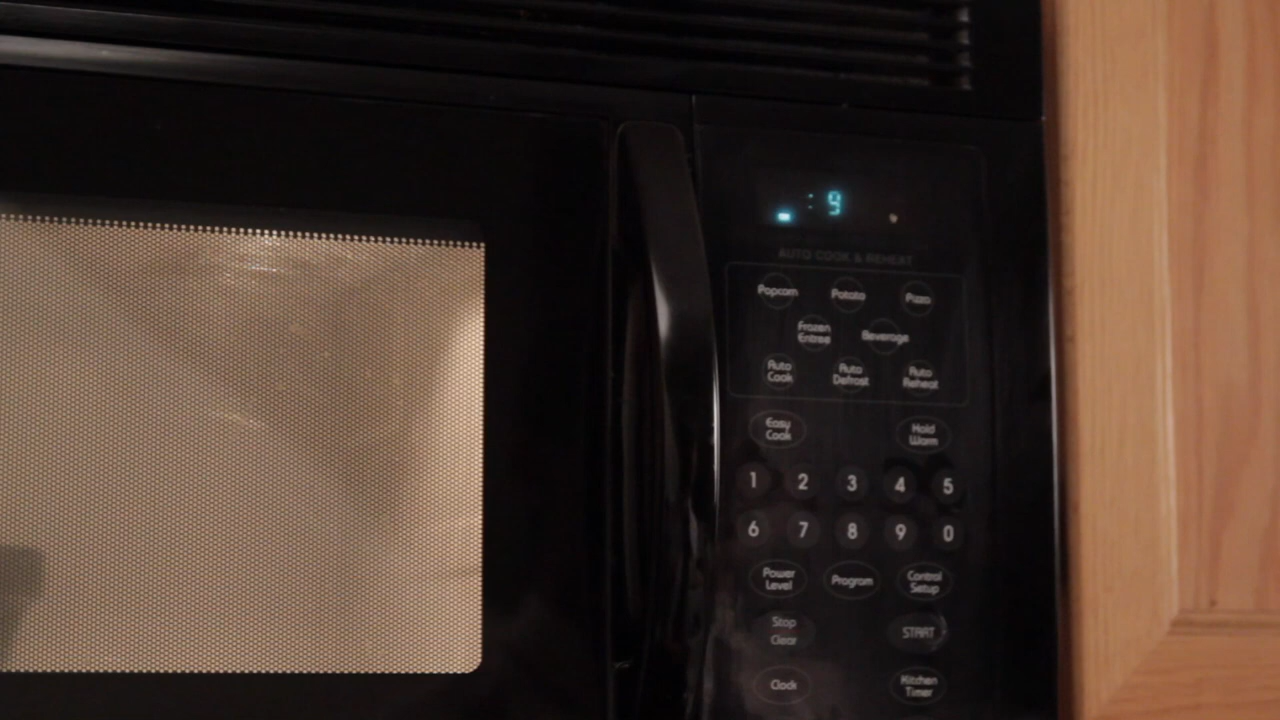 : 9
AUTO COOK & REHEAT
Popcorn Potato Pizza
Frozen Entree Beverage
Auto Cook Auto Defrost Auto Reheat
Easy Cook Hold Warm
1 2 3 4 5
6 7 8 9 0
Power Level Program Control Setup
Stop Clear START
Clock Kitchen Timer